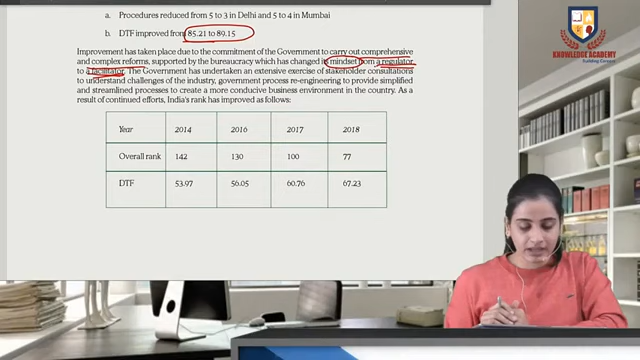 a. Procedures reduced from 5 to 3 in Delhi and 5 to 4 in Mumbai
b. DTF improved from 85.21 to 89.15
Improvement has taken place due to the commitment of the Government to carry out comprehensive
and complex reforms, supported by the bureaucracy which has changed its mindset from a regulator
to a facilitator. The Government has undertaken an extensive exercise of stakeholder consultations
to understand challenges of the industry, government process re-engineering to provide simplified
and streamlined processes to create a more conducive business environment in the country. As a
result of continued efforts, India's rank has improved as follows:
Year 2014 2016 2017 2018
Overall rank 142 130 100 77
DTF 53.97 56.05 60.76 67.23
KNOWLEDGE ACADEMY
Building Careers